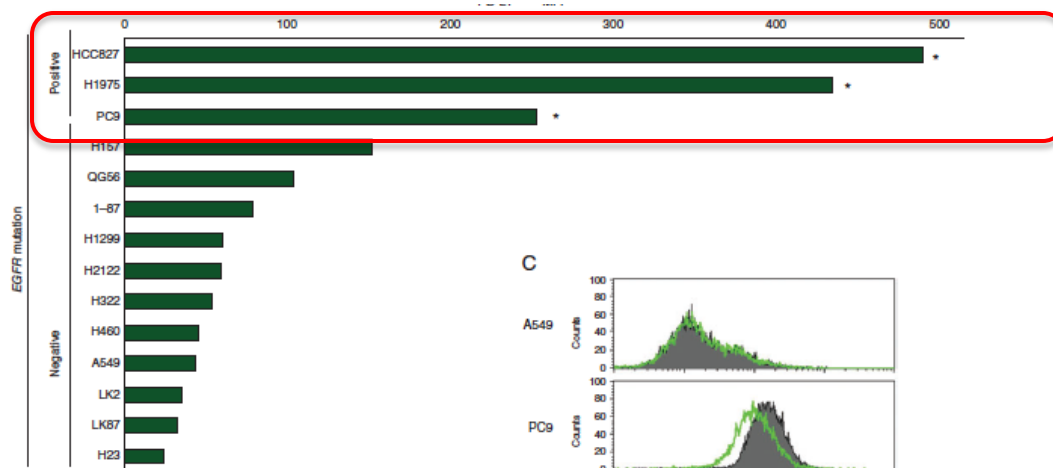 0 100 200 300 400 500
EGFR mutation
Positive
HCC827 *
H1975 *
PC9 *
Negative
H157
QG56
1–87
H1299
H2122
H322
H460
A549
LK2
LK87
H23
C
A549
Counts
100
80
60
40
20
0
PC9
Counts
100
80
60
40
20
0